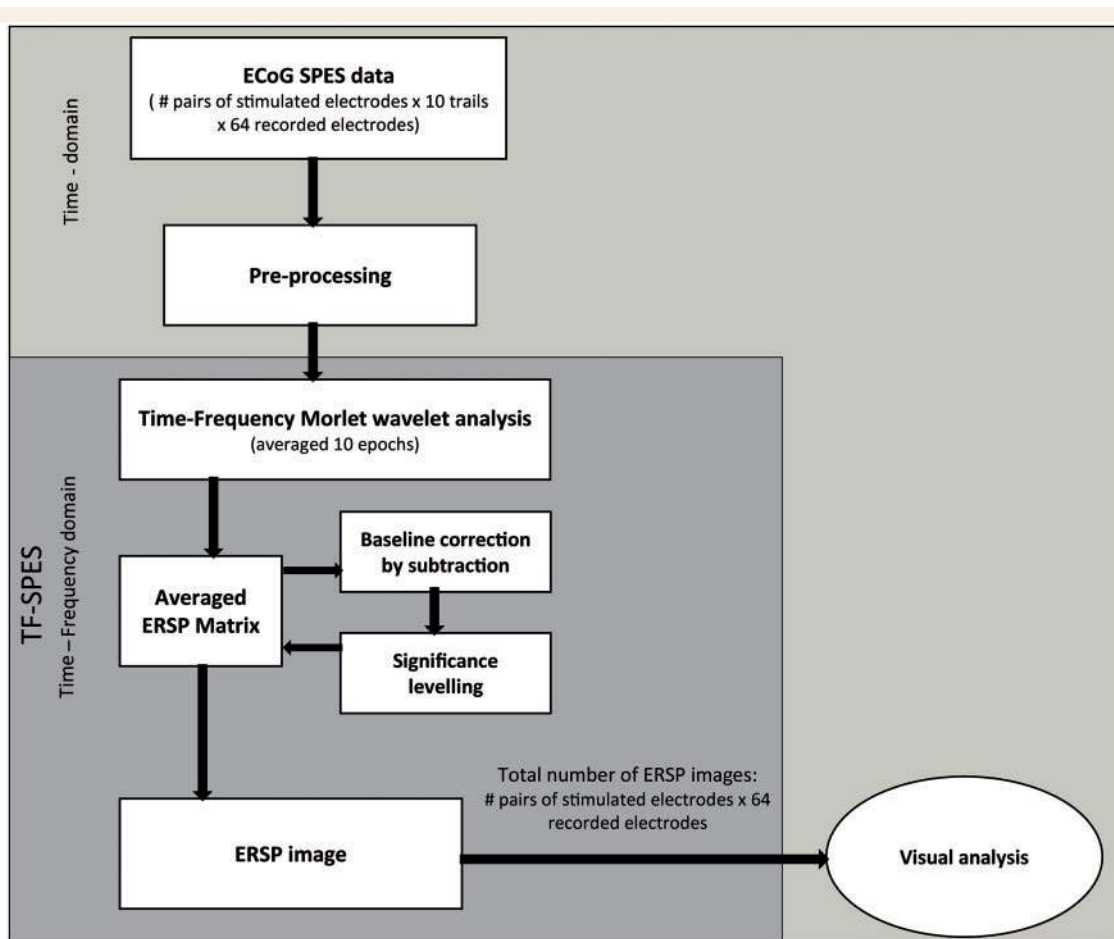 Time - domain
ECoG SPES data
( # pairs of stimulated electrodes x 10 trails
x 64 recorded electrodes)
Pre-processing
TF-SPES
Time – Frequency domain
Time-Frequency Morlet wavelet analysis
(averaged 10 epochs)
Averaged
ERSP Matrix
Baseline correction
by subtraction
Significance
levelling
ERSP image
Total number of ERSP images:
# pairs of stimulated electrodes x 64
recorded electrodes
Visual analysis